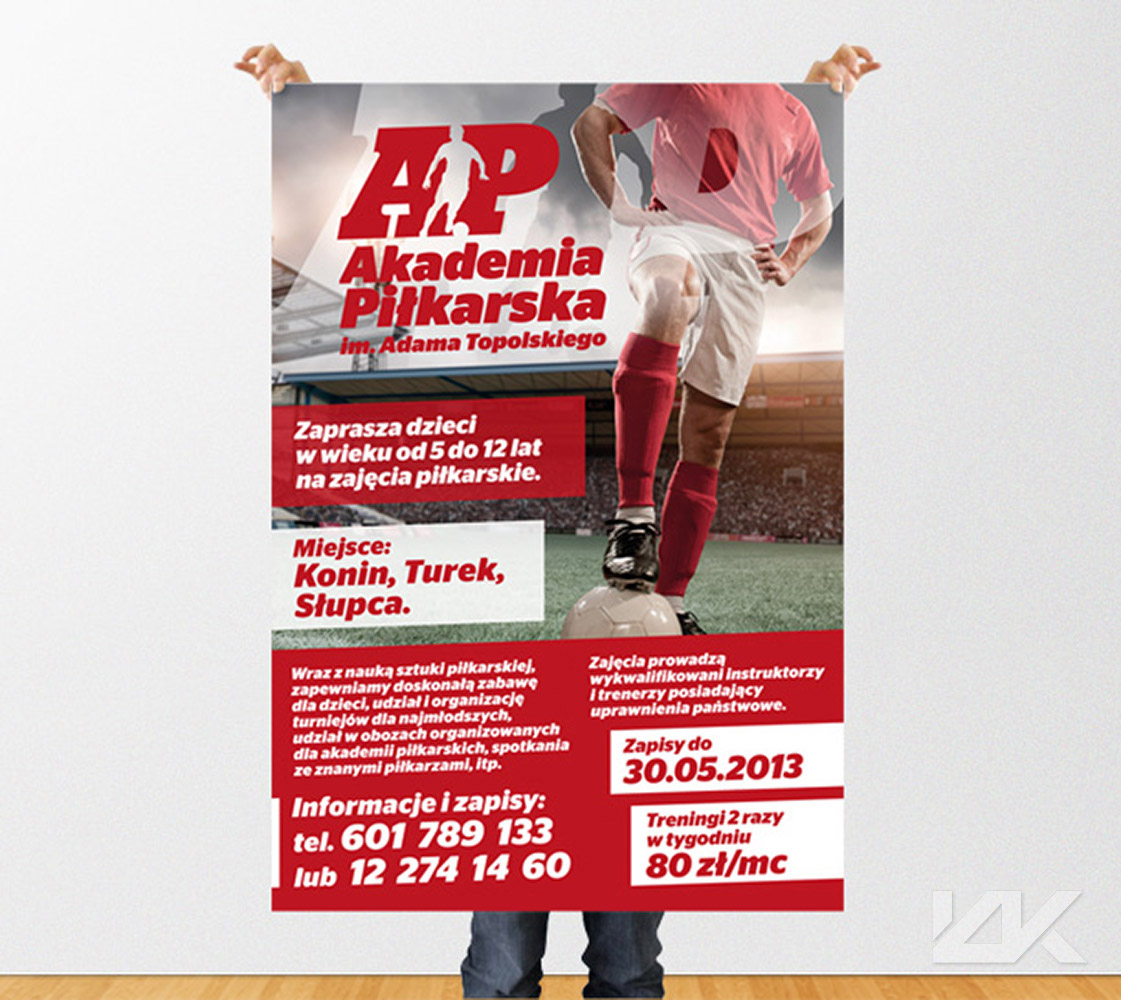 AP
Akademia
Piłkarska
im. Adama Topolskiego
Zaprasza dzieci
w wieku od 5 do 12 lat
na zajęcia piłkarskie.
Miejsce:
Konin, Turek,
Słupca.
Wraz z nauką sztuki piłkarskiej,
zapewniamy doskonałą zabawę
dla dzieci, udział i organizację
turniejów dla najmłodszych,
udział w obozach organizowanych
dla akademii piłkarskich, spotkania
ze znanymi piłkarzami, itp.
Informacje i zapisy:
tel. 601 789 133
lub 12 274 14 60
Zajęcia prowadzą
wykwalifikowani instruktorzy
i trenerzy posiadający
uprawnienia państwowe.
Zapisy do
30.05.2013
Treningi 2 razy
w tygodniu
80 zł/mc